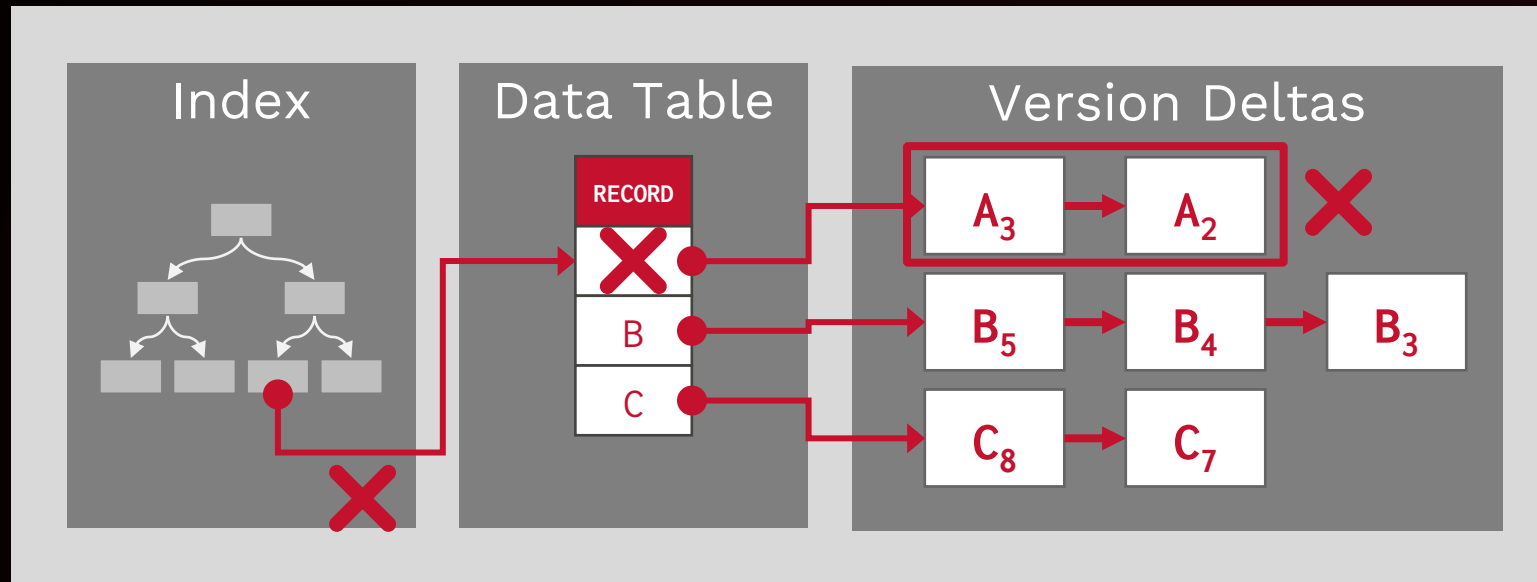 Index
Data Table
Version Deltas
RECORD
A3
A2
B
B5
B4
B3
C
C8
C7